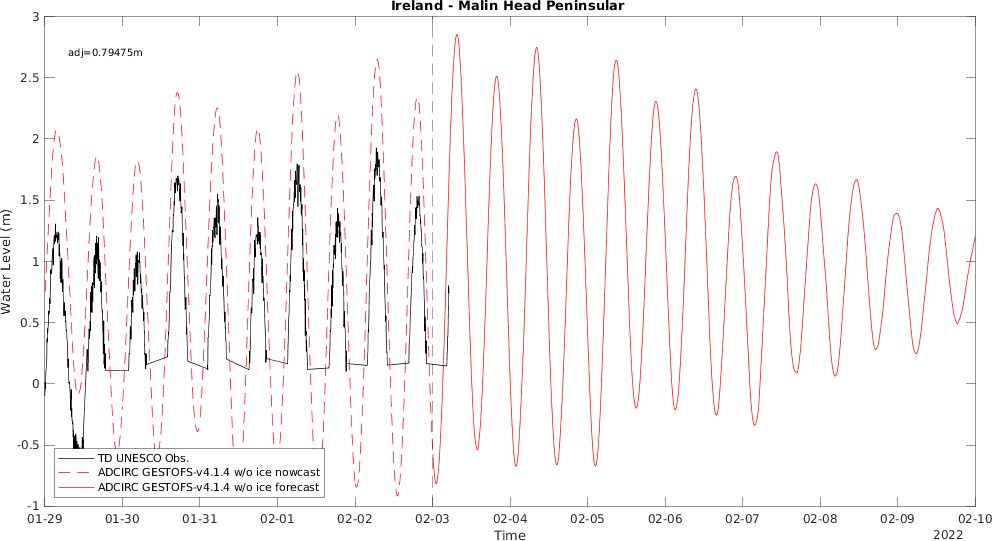 Ireland - Malin Head Peninsular
adj=0.79475m
Water Level (m)
3
2.5
2
1.5
1
0.5
0
-0.5
-1
TD UNESCO Obs.
ADCIRC GESTOFS-v4.1.4 w/o ice nowcast
ADCIRC GESTOFS-v4.1.4 w/o ice forecast
01-29 01-30 01-31 02-01 02-02 02-03 02-04 02-05 02-06 02-07 02-08 02-09 02-10
Time
2022